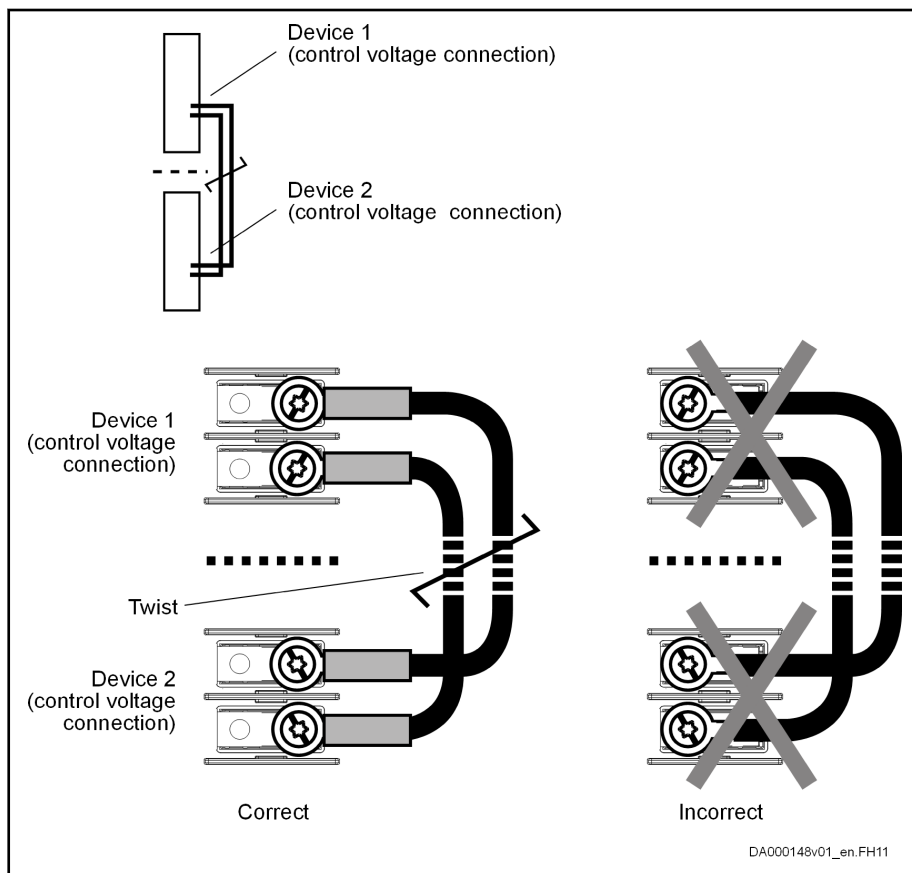 Device 1
(control voltage connection)
Device 2
(control voltage connection)
Device 1
(control voltage
connection)
Twist
Device 2
(control voltage
connection)
Correct
Incorrect
DA000148v01_en.FH11